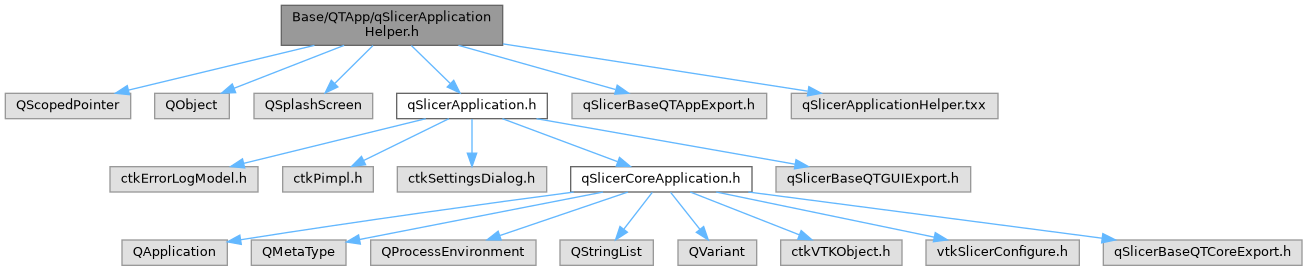 Base/QTApp/qSlicerApplication
Helper.h
QScopedPointer
QObject
QSplashScreen
qSlicerApplication.h
qSlicerBaseQTAppExport.h
qSlicerApplicationHelper.txx
ctkErrorLogModel.h
ctkPimpl.h
ctkSettingsDialog.h
qSlicerCoreApplication.h
qSlicerBaseQTGUIExport.h
QApplication
QMetaType
QProcessEnvironment
QStringList
QVariant
ctkVTKObject.h
vtkSlicerConfigure.h
qSlicerBaseQTCoreExport.h